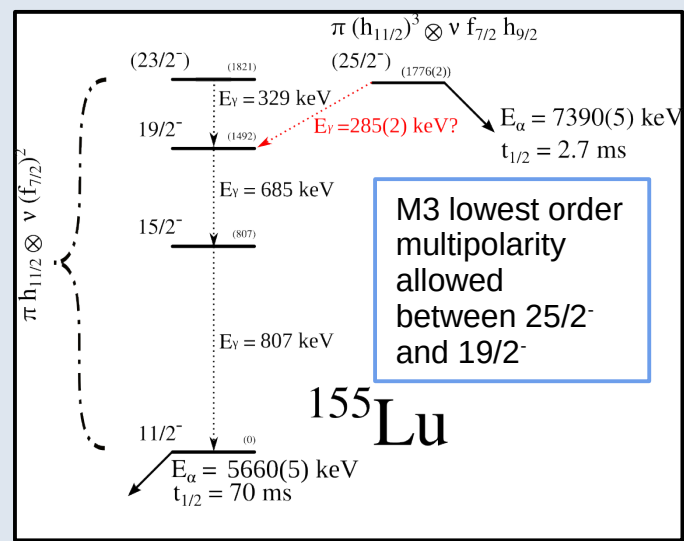 π (h₁₁/₂)³ ⊗ ν f₇/₂ h₉/₂
(23/2⁻) (1821) (25/2⁻) (1776(2))
Eγ = 329 keV
Eγ =285(2) keV?
Eα = 7390(5) keV
t₁/₂ = 2.7 ms
19/2⁻ (1492)
Eγ = 685 keV
15/2⁻ (807)
π h₁₁/₂ ⊗ ν (f₇/₂)²
M3 lowest order
multipolarity
allowed
between 25/2⁻
and 19/2⁻
Eγ = 807 keV
¹⁵⁵Lu
11/2⁻ (0)
Eα = 5660(5) keV
t₁/₂ = 70 ms